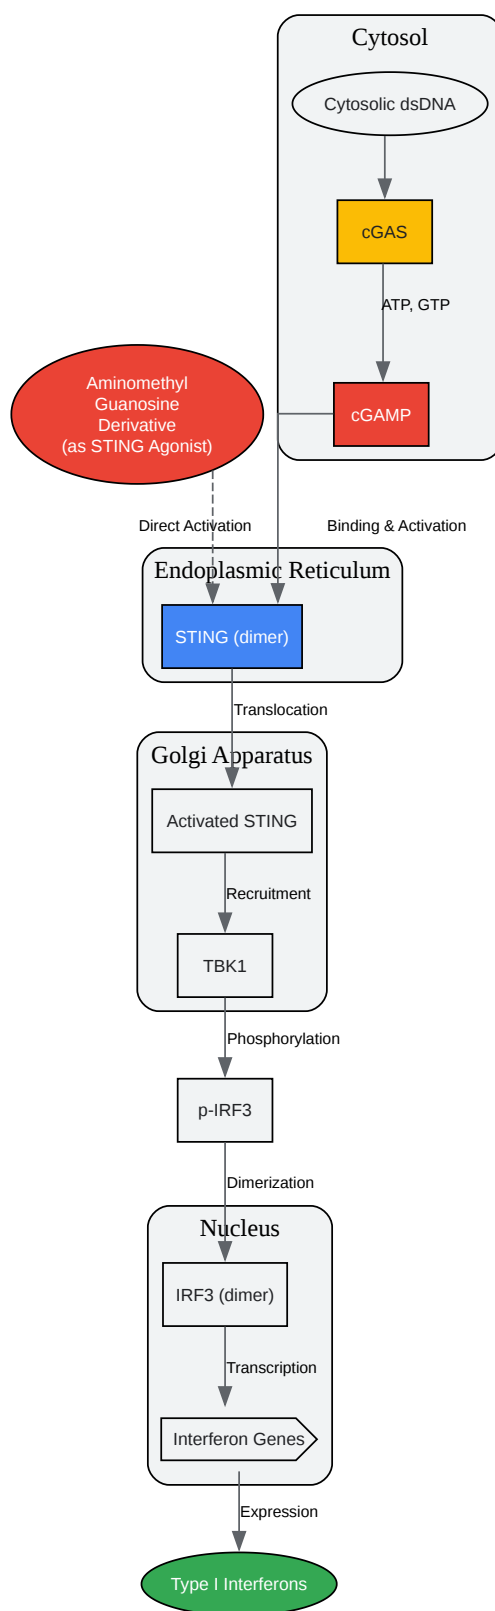 Cytosol
Cytosolic dsDNA
cGAS
ATP, GTP
Aminomethyl
Guanosine
Derivative
(as STING Agonist)
cGAMP
Direct Activation
Binding & Activation
Endoplasmic Reticulum
STING (dimer)
Translocation
Golgi Apparatus
Activated STING
Recruitment
TBK1
Phosphorylation
p-IRF3
Dimerization
Nucleus
IRF3 (dimer)
Transcription
Interferon Genes
Expression
Type I Interferons